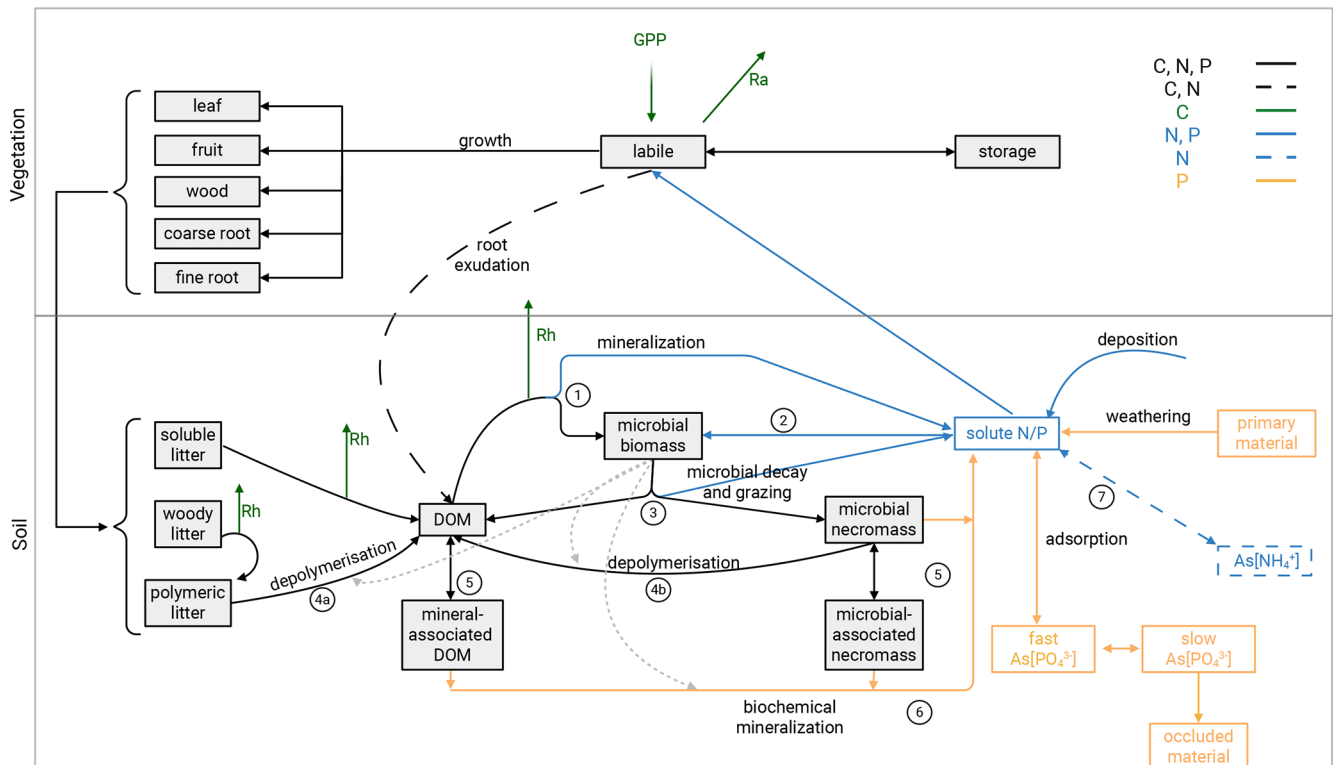 GPP
Ra
C, N, P
C, N
C
N, P
N
P
Vegetation
leaf
fruit
wood
coarse root
fine root
growth
labile
storage
root
exudation
Soil
Rh
mineralization
deposition
1
soluble
litter
Rh
microbial
biomass
2
solute N/P
weathering
primary
material
microbial decay
and grazing
3
woody
litter
Rh
DOM
microbial
necromass
7
adsorption
As[NH₄⁺]
depolymerisation
4a
polymeric
litter
5
depolymerisation
4b
5
mineral-
associated
DOM
microbial-
associated
necromass
fast
As[PO₄³⁻]
slow
As[PO₄³⁻]
biochemical
mineralization
6
occluded
material